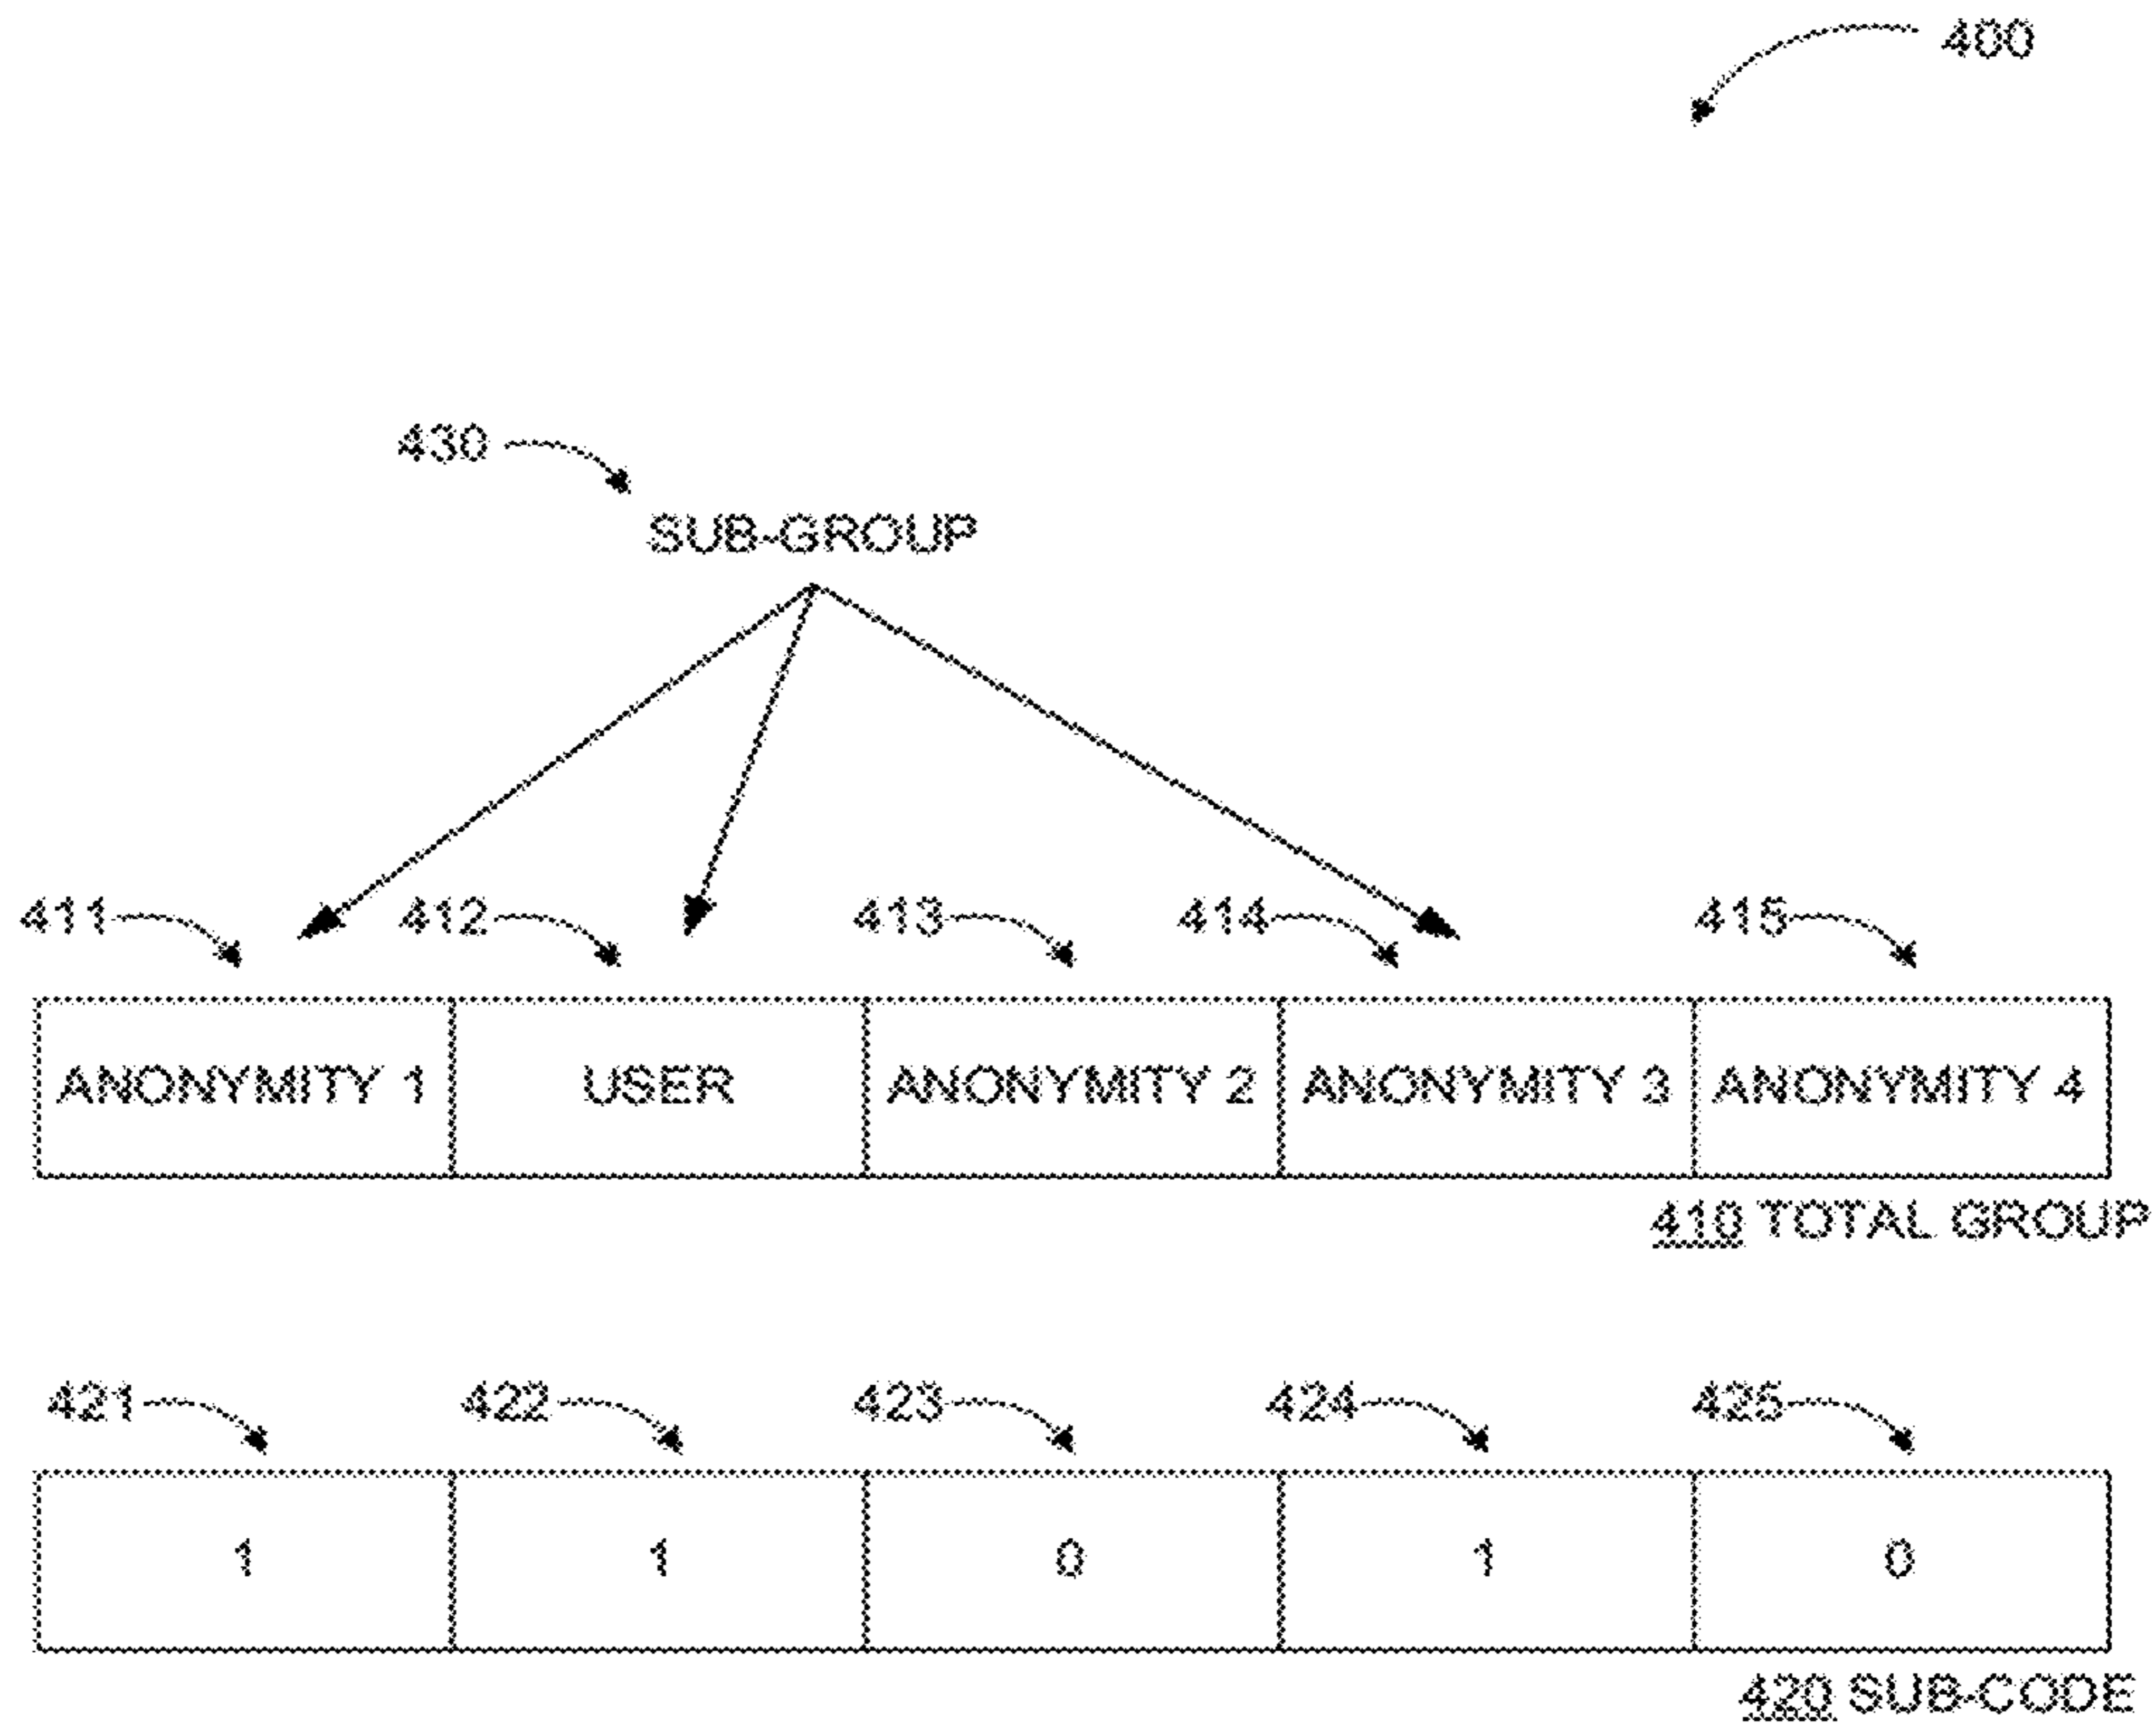 400
430
SUB-GROUP
411 412 413 414 415
ANONYMITY 1 USER ANONYMITY 2 ANONYMITY 3 ANONYMITY 4
410 TOTAL GROUP
421 422 423 424 425
1 1 0 1 0
420 SUB-CODE